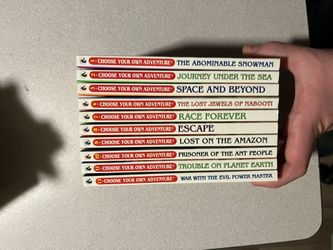 CHOOSE YOUR OWN ADVENTURE® THE ABOMINABLE SNOWMAN
CHOOSE YOUR OWN ADVENTURE® JOURNEY UNDER THE SEA
CHOOSE YOUR OWN ADVENTURE® SPACE AND BEYOND
CHOOSE YOUR OWN ADVENTURE® THE LOST JEWELS OF NABOOTI
CHOOSE YOUR OWN ADVENTURE® RACE FOREVER
CHOOSE YOUR OWN ADVENTURE® ESCAPE
CHOOSE YOUR OWN ADVENTURE® LOST ON THE AMAZON
CHOOSE YOUR OWN ADVENTURE® PRISONER OF THE ANT PEOPLE
CHOOSE YOUR OWN ADVENTURE® TROUBLE ON PLANET EARTH
CHOOSE YOUR OWN ADVENTURE® WAR WITH THE EVIL POWER MASTER